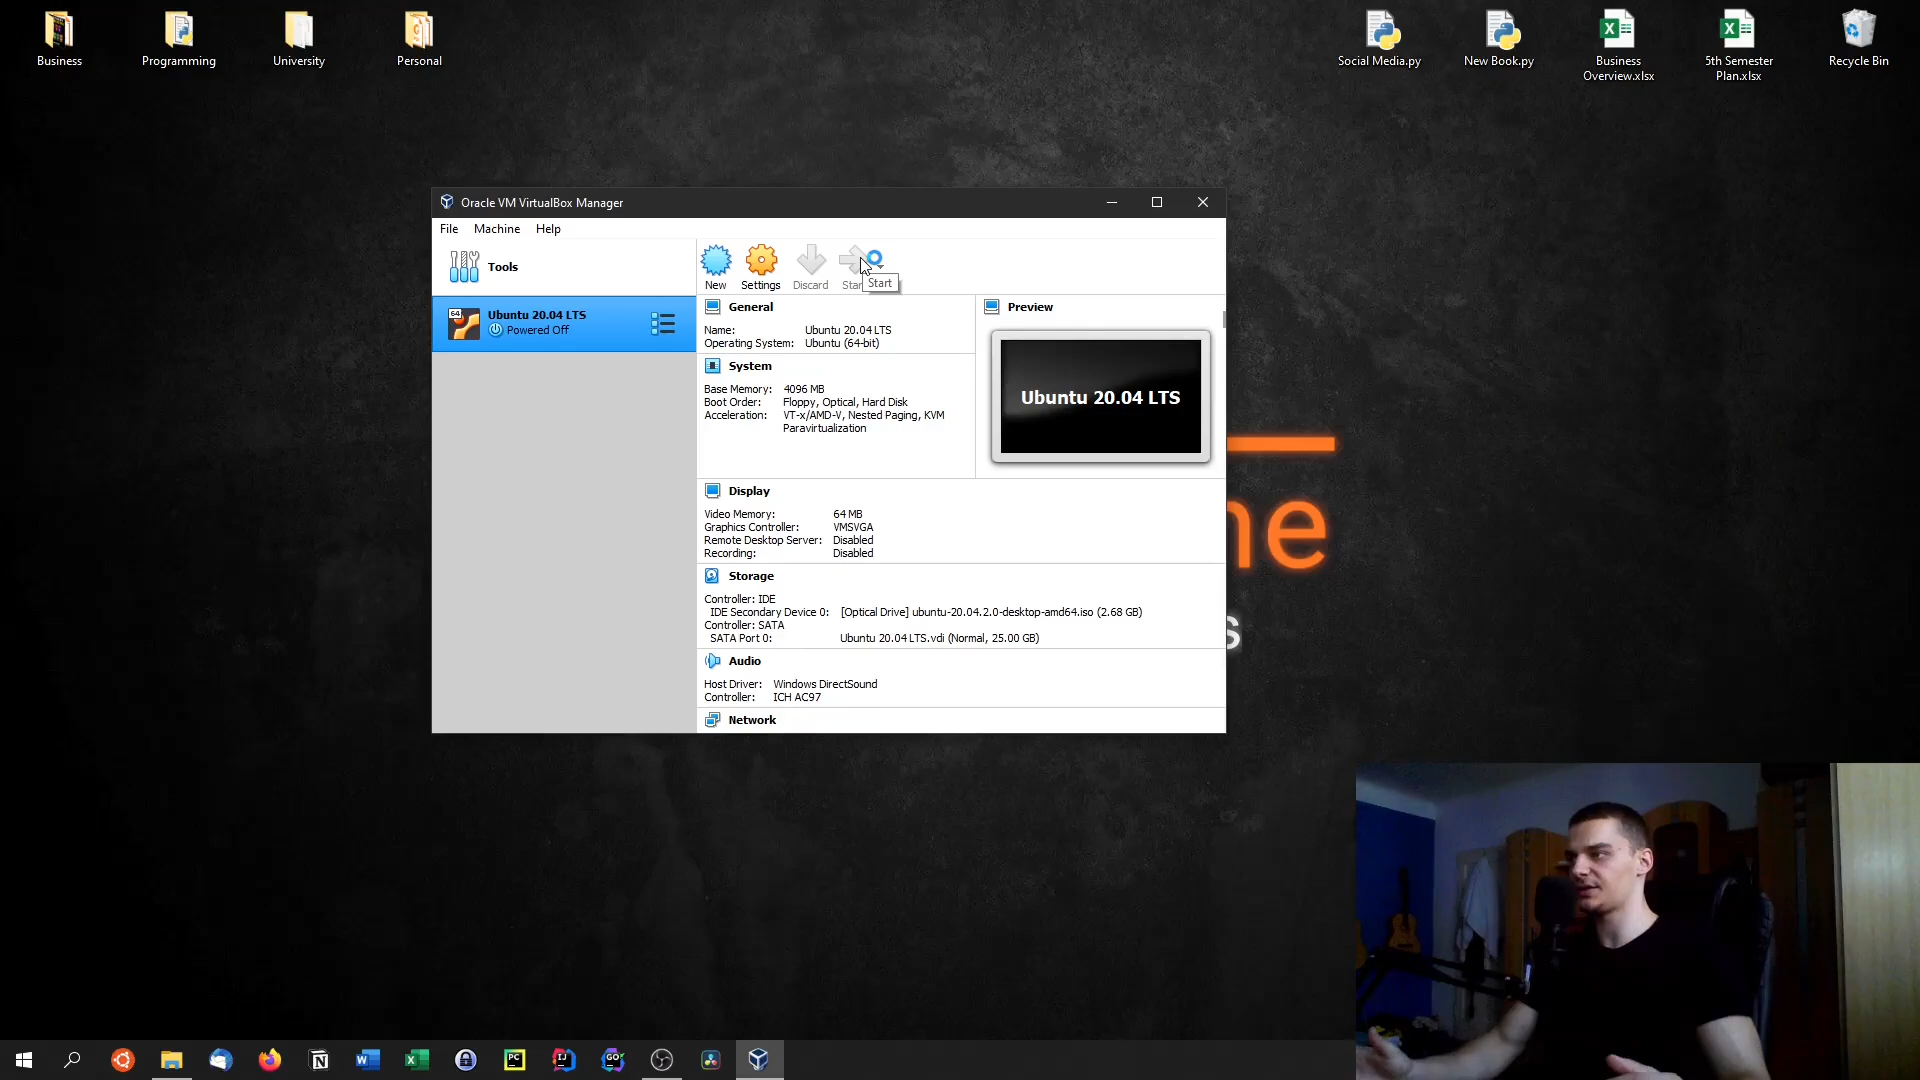 Business
Programming
University
Personal
Social Media.py
New Book.py
Business
Overview.xlsx
5th Semester
Plan.xlsx
Recycle Bin
Oracle VM VirtualBox Manager
File Machine Help
Tools
New Settings Discard Star
Start
64
Ubuntu 20.04 LTS
Powered Off
General
Name: Ubuntu 20.04 LTS
Operating System: Ubuntu (64-bit)
System
Base Memory: 4096 MB
Boot Order: Floppy, Optical, Hard Disk
Acceleration: VT-x/AMD-V, Nested Paging, KVM
Paravirtualization
Preview
Ubuntu 20.04 LTS
Display
Video Memory: 64 MB
Graphics Controller: VMSVGA
Remote Desktop Server: Disabled
Recording: Disabled
Storage
Controller: IDE
IDE Secondary Device 0: [Optical Drive] ubuntu-20.04.2.0-desktop-amd64.iso (2.68 GB)
Controller: SATA
SATA Port 0: Ubuntu 20.04 LTS.vdi (Normal, 25.00 GB)
Audio
Host Driver: Windows DirectSound
Controller: ICH AC97
Network
ne
s
N
W
X
PC
IJ
GO